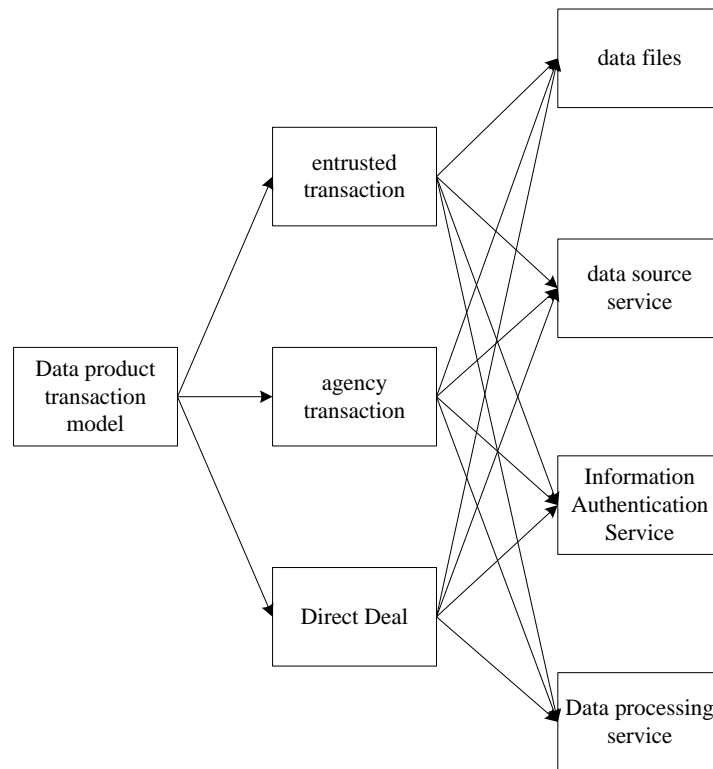 Data product
transaction
model
entrusted
transaction
agency
transaction
Direct Deal
data files
data source
service
Information
Authentication
Service
Data processing
service